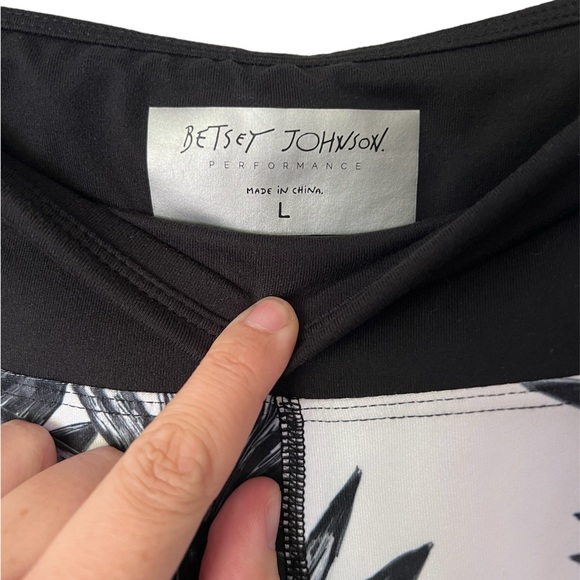 BETSEY JOHNSON.
PERFORMANCE
MADE IN CHINA.
L